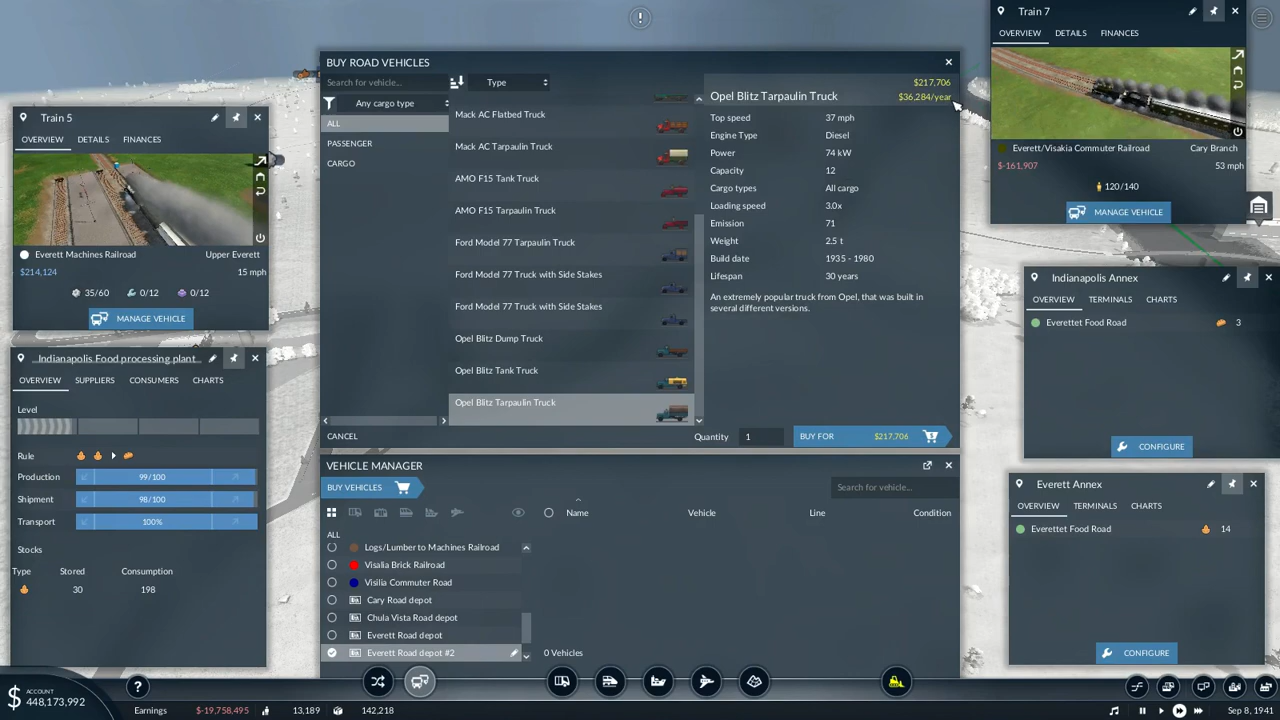 Train 7
OVERVIEW DETAILS FINANCES
Everett/Visakia Commuter Railroad Cary Branch
$-161,907 53 mph
120/140
MANAGE VEHICLE
Train 5
OVERVIEW DETAILS FINANCES
Everett Machines Railroad Upper Everett
$214,124 15 mph
35/60 0/12 0/12
MANAGE VEHICLE
Indianapolis Food processing plant
OVERVIEW SUPPLIERS CONSUMERS CHARTS
Level
Rule
Production 99/100
Shipment 98/100
Transport 100%
Stocks
Type Stored Consumption
30 198
BUY ROAD VEHICLES
Search for vehicle... Type
Any cargo type
ALL
PASSENGER
CARGO
Mack AC Flatbed Truck
Mack AC Tarpaulin Truck
AMO F15 Tank Truck
AMO F15 Tarpaulin Truck
Ford Model 77 Tarpaulin Truck
Ford Model 77 Truck with Side Stakes
Ford Model 77 Truck with Side Stakes
Opel Blitz Dump Truck
Opel Blitz Tank Truck
Opel Blitz Tarpaulin Truck
$217,706
Opel Blitz Tarpaulin Truck $36,284/year
Top speed 37 mph
Engine Type Diesel
Power 74 kW
Capacity 12
Cargo types All cargo
Loading speed 3.0x
Emission 71
Weight 2.5 t
Build date 1935 - 1980
Lifespan 30 years
An extremely popular truck from Opel, that was built in
several different versions.
CANCEL Quantity 1 BUY FOR $217,706
VEHICLE MANAGER
BUY VEHICLES Search for vehicle...
Name Vehicle Line Condition
ALL
Logs/Lumber to Machines Railroad
Visalia Brick Railroad
Visilia Commuter Road
Cary Road depot
Chula Vista Road depot
Everett Road depot
Everett Road depot #2 0 Vehicles
Indianapolis Annex
OVERVIEW TERMINALS CHARTS
Everettet Food Road 3
CONFIGURE
Everett Annex
OVERVIEW TERMINALS CHARTS
Everettet Food Road 14
CONFIGURE
$ ACCOUNT
448,173,992
?
Earnings $-19,758,495 13,189 142,218 Sep 8, 1941